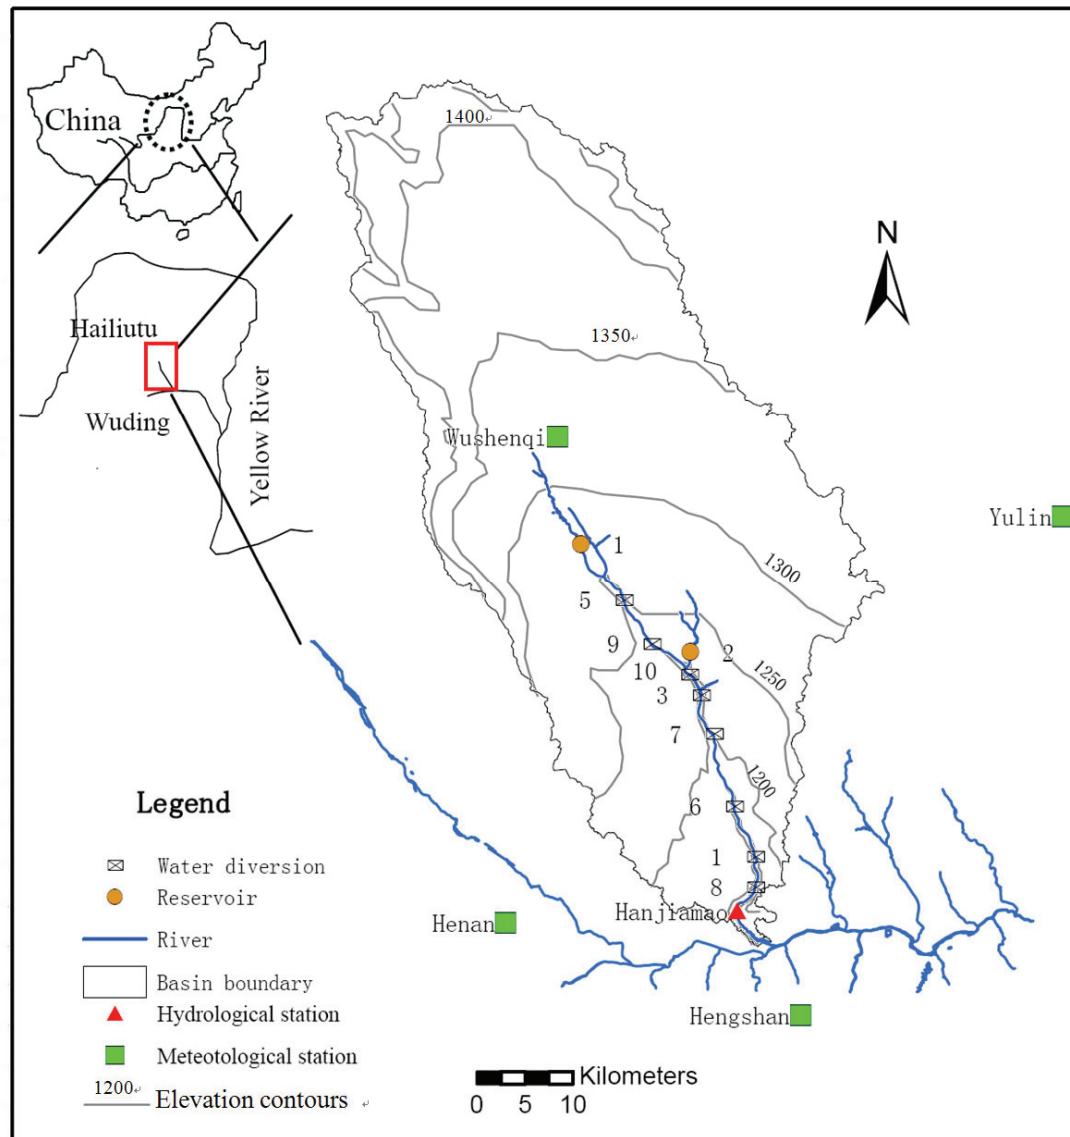 China
1400
N
Hailiutu
1350
Wuding
Yellow River
Wushenqi
Yulin
1
1300
5
9
2
10
1250
3
7
1200
6
1
8
Hanjiamao
Henan
Hengshan
Legend
Water diversion
Reservoir
River
Basin boundary
Hydrological station
Meteotological station
1200
Elevation contours
Kilometers
0 5 10